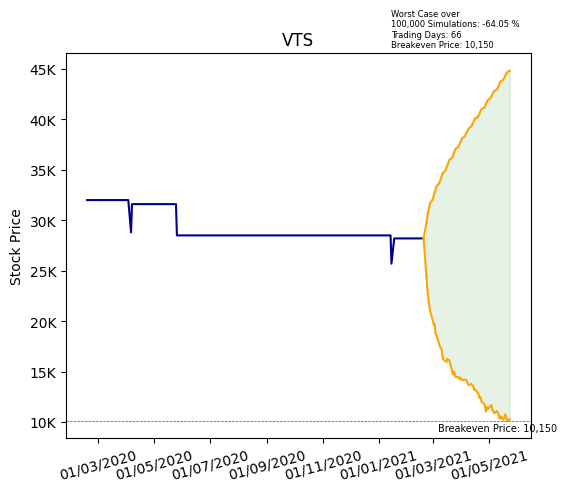 Worst Case over
100,000 Simulations: -64.05 %
Trading Days: 66
Breakeven Price: 10,150
VTS
Stock Price
45K
40K
35K
30K
25K
20K
15K
10K
Breakeven Price: 10,150
01/03/2020 01/05/2020 01/07/2020 01/09/2020 01/11/2020 01/01/2021 01/03/2021 01/05/2021